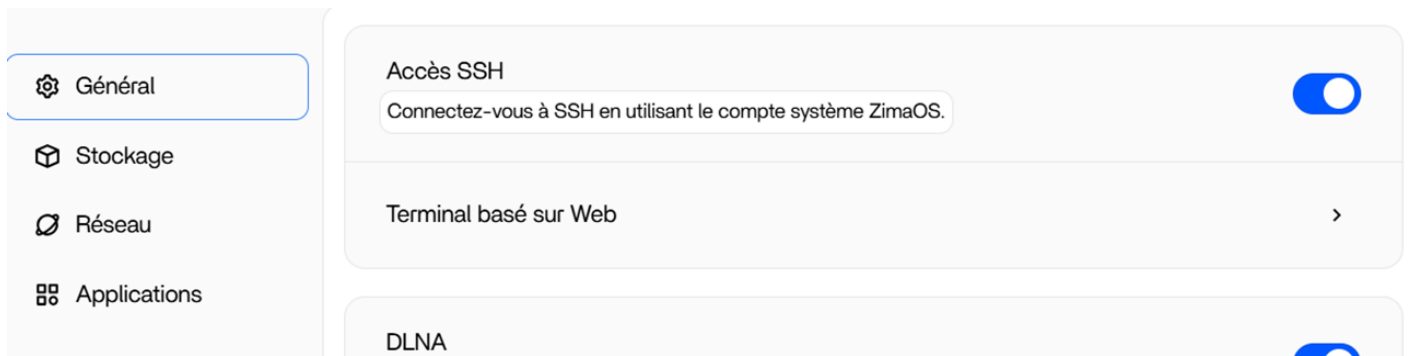 Général
Stockage
Réseau
Applications
Accès SSH
Connectez-vous à SSH en utilisant le compte système ZimaOS.
Terminal basé sur Web
DLNA